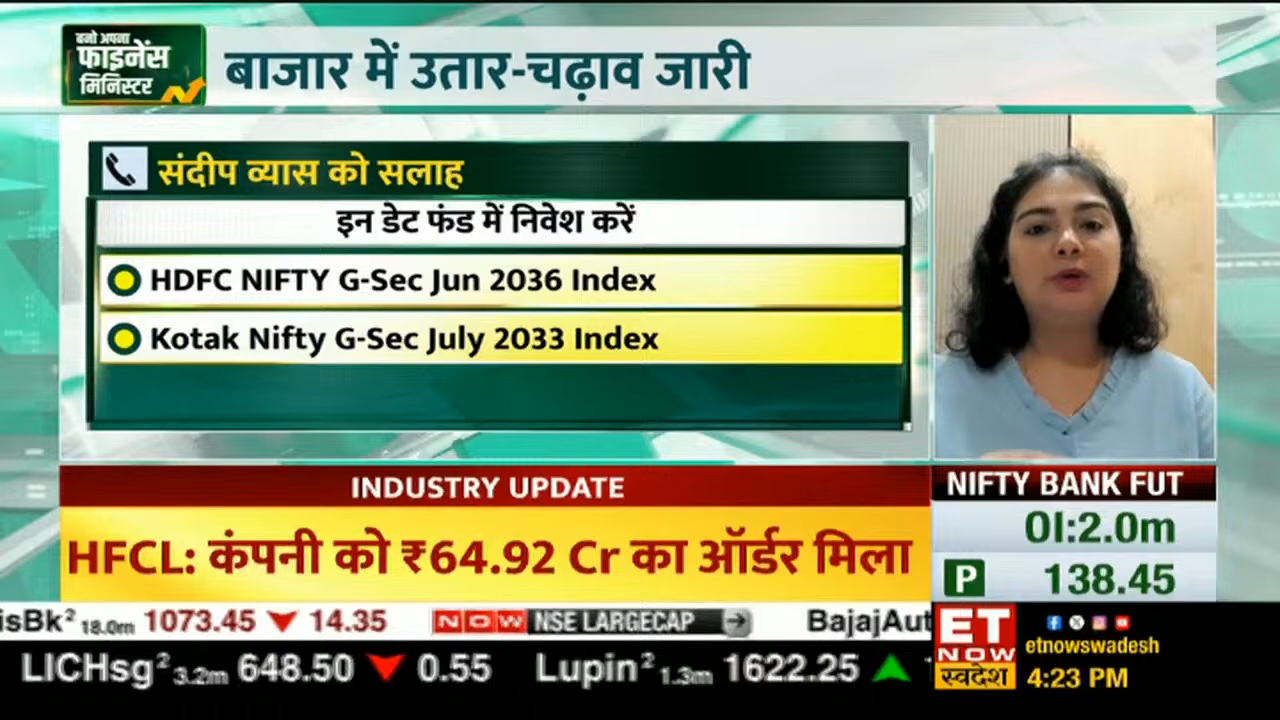 बनो अपना
फाइनेंस
मिनिस्टर
बाजार में उतार-चढ़ाव जारी
संदीप व्यास को सलाह
इन डेट फंड में निवेश करें
HDFC NIFTY G-Sec Jun 2036 Index
Kotak Nifty G-Sec July 2033 Index
INDUSTRY UPDATE
HFCL: कंपनी को ₹64.92 Cr का ऑर्डर मिला
NIFTY BANK FUT
OI:2.0m
P 138.45
isBk² 18.0m 1073.45 ▼ 14.35 NOW NSE LARGECAP → BajajAut
LICHsg² 3.2m 648.50 ▼ 0.55 Lupin² 1.3m 1622.25 ▲
ET
NOW
स्वदेश
etnowswadesh
4:23 PM